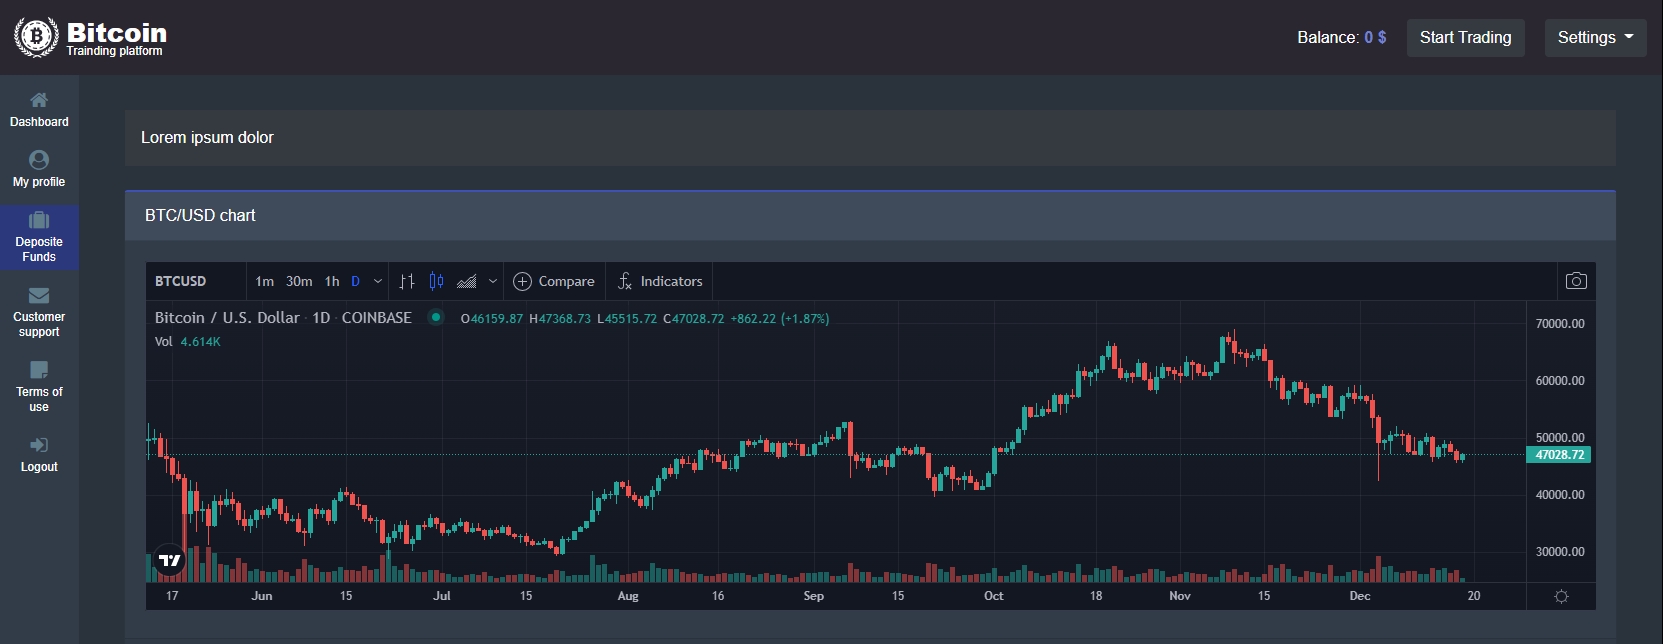 Bitcoin
Trainding platform
Balance: 0 $
Start Trading
Settings
Dashboard
My profile
Deposite
Funds
Customer
support
Terms of
use
Logout
Lorem ipsum dolor
BTC/USD chart
BTCUSD 1m 30m 1h D Compare Indicators
Bitcoin / U.S. Dollar · 1D · COINBASE O46159.87 H47368.73 L45515.72 C47028.72 +862.22 (+1.87%)
Vol 4.614K
70000.00
60000.00
50000.00
47028.72
40000.00
30000.00
17 Jun 15 Jul 15 Aug 16 Sep 15 Oct 18 Nov 15 Dec 20